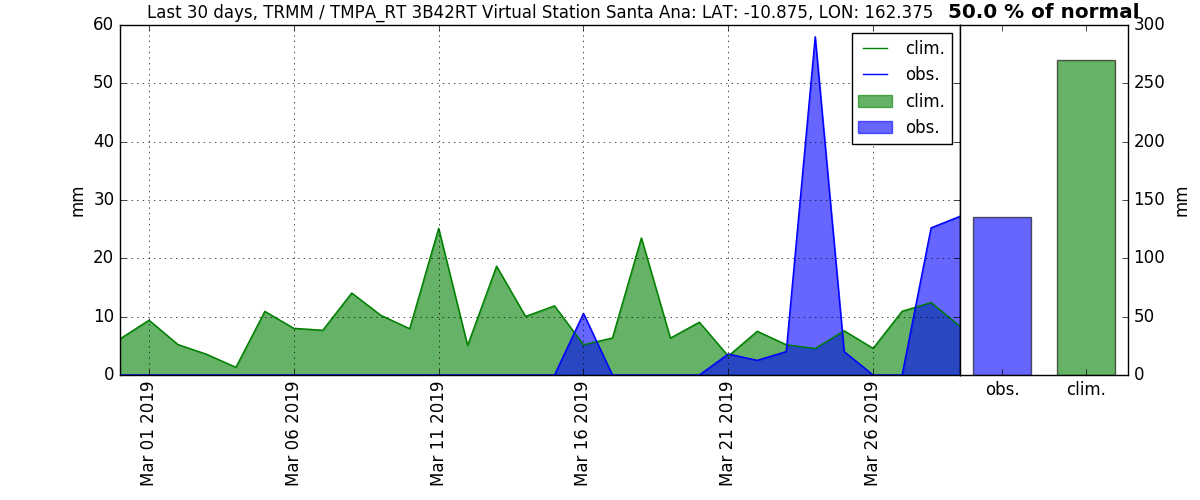 Last 30 days, TRMM / TMPA_RT 3B42RT Virtual Station Santa Ana: LAT: -10.875, LON: 162.375
50.0 % of normal
60
50
40
30
20
10
0
mm
clim.
obs.
clim.
obs.
Mar 01 2019
Mar 06 2019
Mar 11 2019
Mar 16 2019
Mar 21 2019
Mar 26 2019
300
250
200
150
100
50
0
mm
obs. clim.